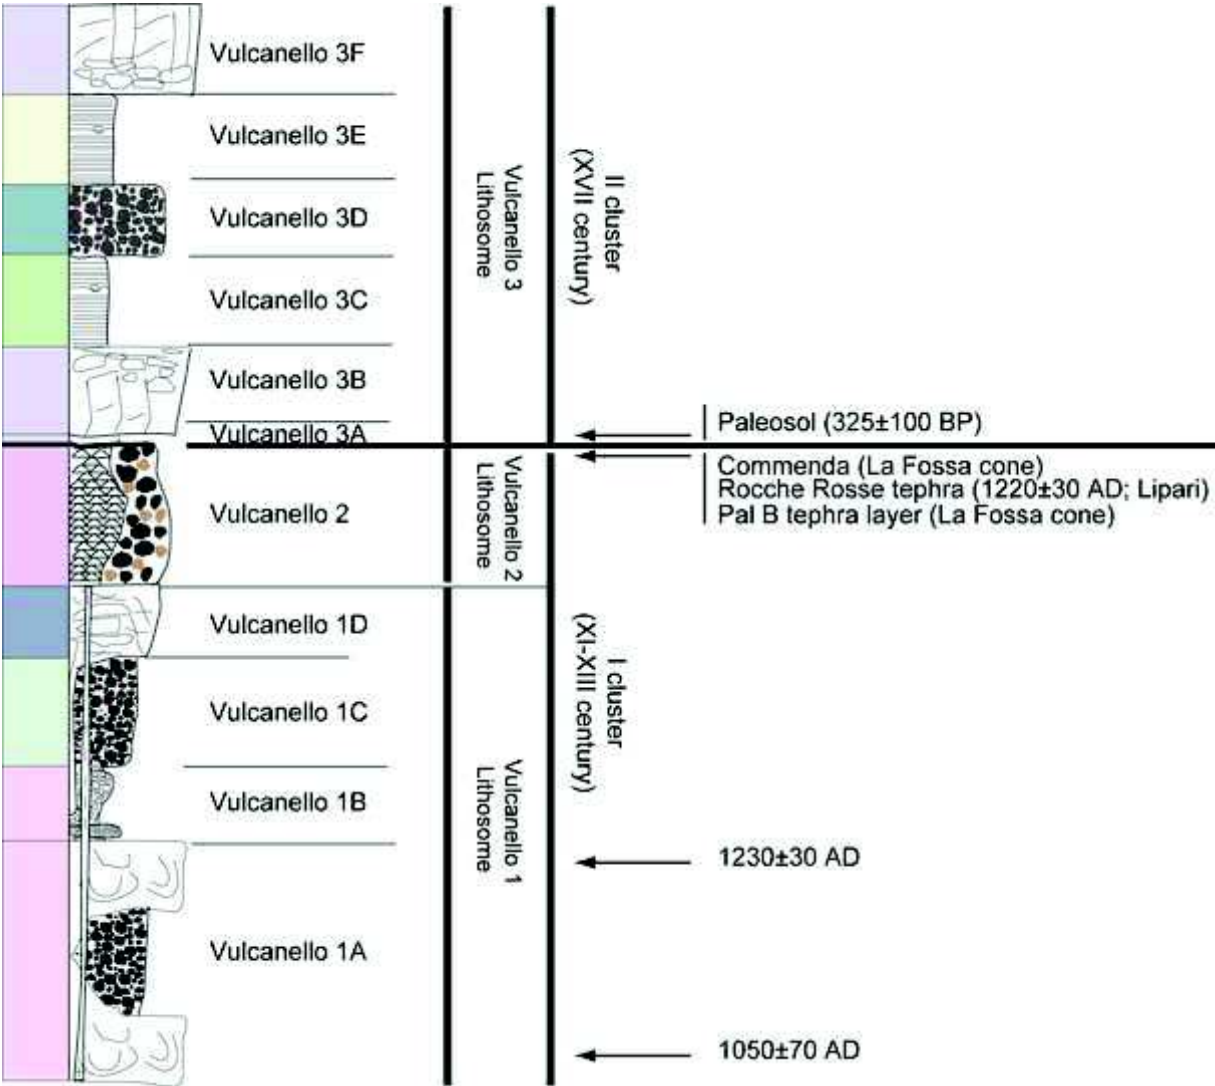 Vulcanello 3F
Vulcanello 3E
Vulcanello 3D
Vulcanello 3C
Vulcanello 3B
Vulcanello 3A
Vulcanello 2
Vulcanello 1D
Vulcanello 1C
Vulcanello 1B
Vulcanello 1A
Vulcanello 3
Lithosome
Vulcanello 2
Lithosome
Vulcanello 1
Lithosome
II cluster
(XVII century)
I cluster
(XI-XIII century)
Paleosol (325±100 BP)
Commenda (La Fossa cone)
Rocche Rosse tephra (1220±30 AD; Lipari)
Pal B tephra layer (La Fossa cone)
1230±30 AD
1050±70 AD